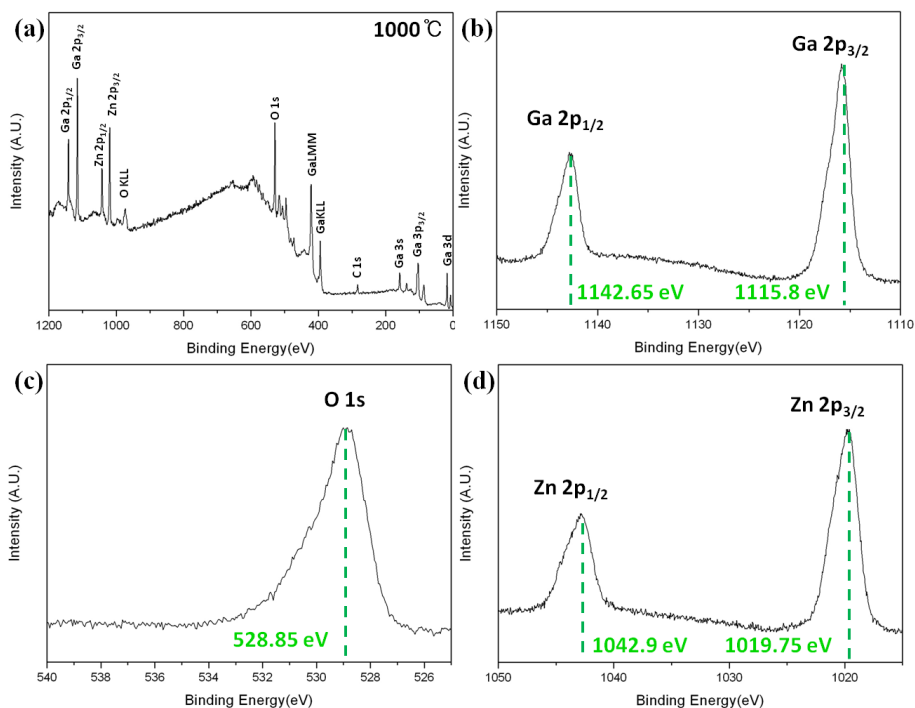 (a)
1000℃
Ga 2p1/2
Ga 2p3/2
Zn 2p1/2
Zn 2p3/2
O KLL
O 1s
GaLMM
GaKLL
C 1s
Ga 3s
Ga 3p3/2
Ga 3d
Intensity (A.U.)
1200 1000 800 600 400 200 0
Binding Energy(eV)
(b)
Ga 2p3/2
Ga 2p1/2
Intensity (A.U.)
1142.65 eV
1115.8 eV
1150 1140 1130 1120 1110
Binding Energy(eV)
(c)
O 1s
Intensity (A.U.)
528.85 eV
540 538 536 534 532 530 528 526
Binding Energy(eV)
(d)
Zn 2p3/2
Zn 2p1/2
Intensity (A.U.)
1042.9 eV
1019.75 eV
1050 1040 1030 1020
Binding Energy(eV)